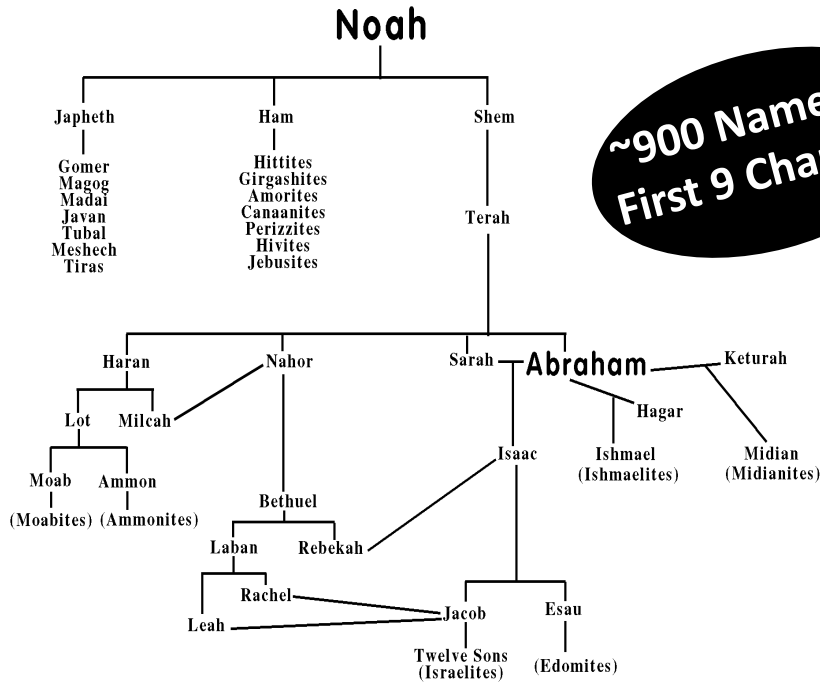 Noah
~900 Name
First 9 Cha
Japheth Ham Shem
Gomer
Magog
Madai
Javan
Tubal
Meshech
Tiras
Hittites
Girgashites
Amorites
Canaanites
Perizzites
Hivites
Jebusites
Terah
Haran Nahor Sarah Abraham Keturah
Lot Milcah Hagar
Isaac
Ishmael
(Ishmaelites)
Midian
(Midianites)
Moab Ammon
(Moabites) (Ammonites)
Bethuel
Laban Rebekah
Rachel
Leah
Jacob Esau
Twelve Sons
(Israelites)
(Edomites)